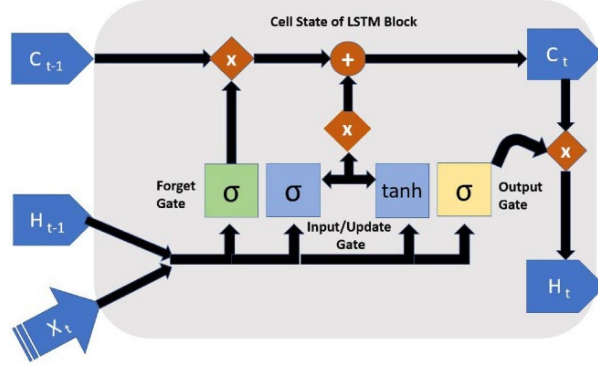 Cell State of LSTM Block
C t-1
x
+
C t
x
x
Forget
Gate
σ
σ
tanh
σ
Output
Gate
Input/Update
Gate
H t-1
X t
H t